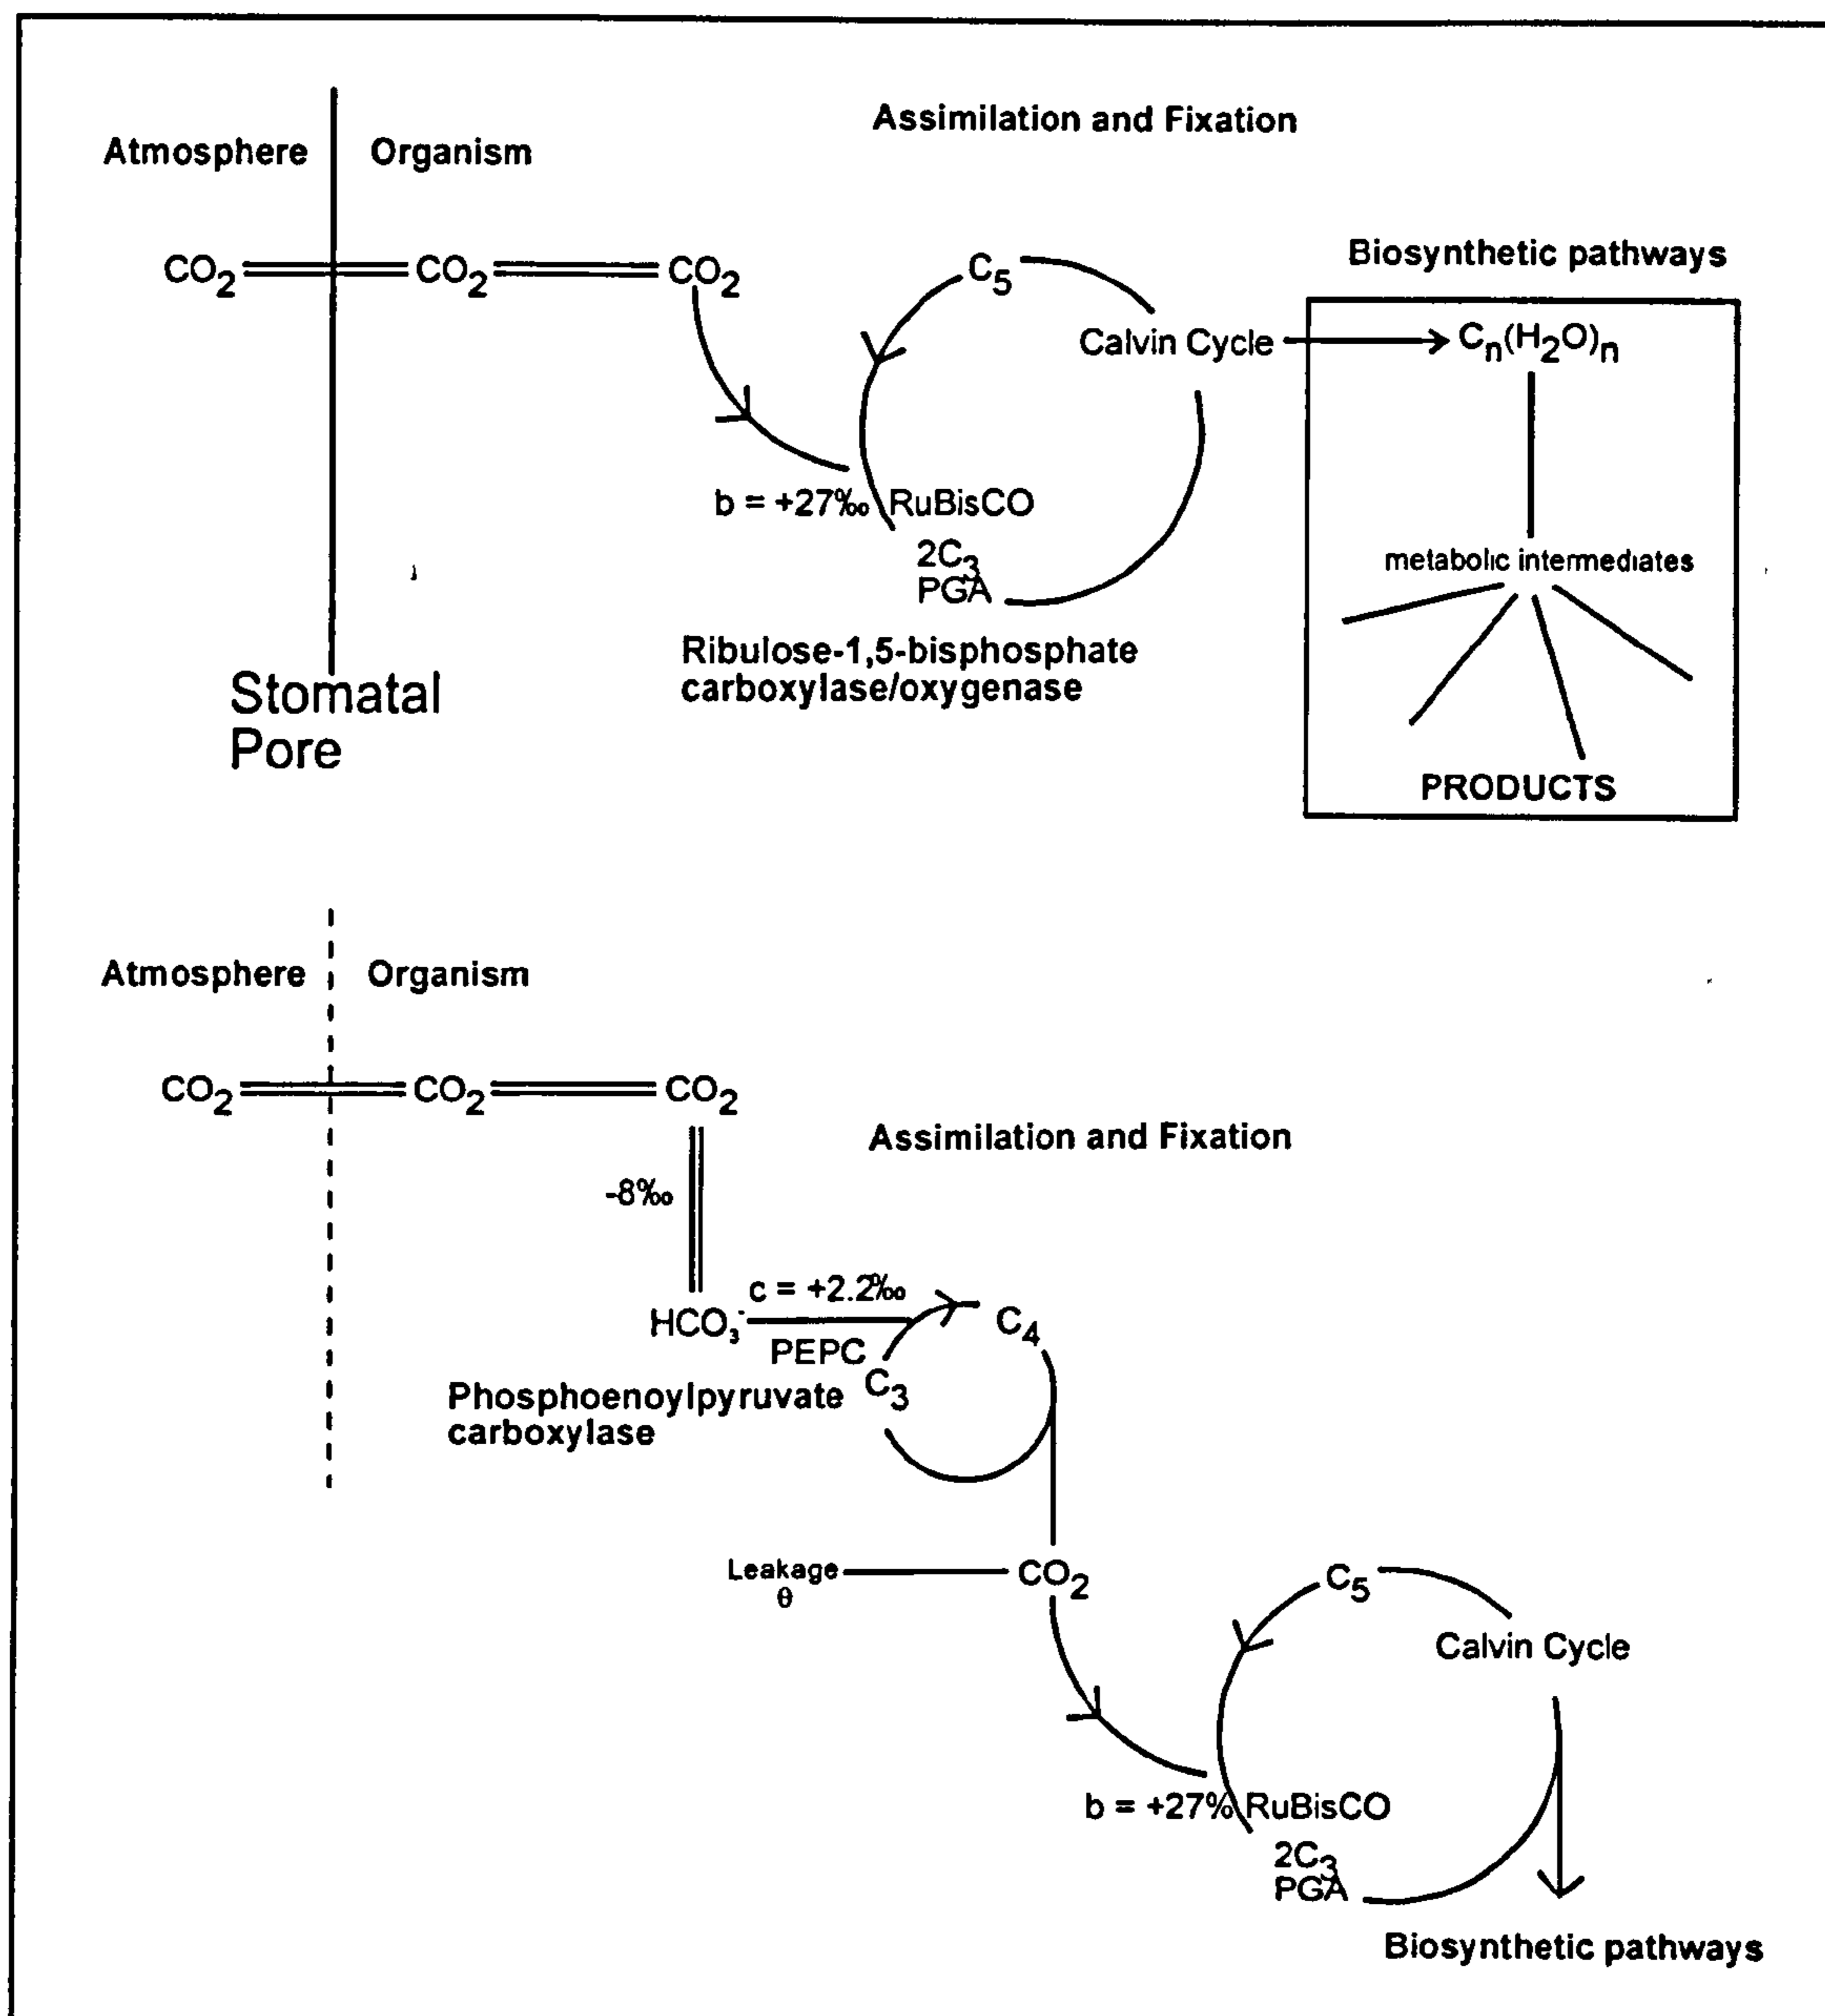 Assimilation and Fixation
Atmosphere Organism
CO2 CO2 CO2
C5
Biosynthetic pathways
Calvin Cycle
Cn(H2O)n
b = +27‰ RuBisCO
2C3
PGA
metabolic intermediates
Ribulose-1,5-bisphosphate
carboxylase/oxygenase
Stomatal
Pore
PRODUCTS
Atmosphere Organism
CO2 CO2 CO2
Assimilation and Fixation
-8‰
c = +2.2‰
HCO3-
PEPC
C4
C3
Phosphoenolpyruvate
carboxylase
Leakage
θ
CO2
C5
Calvin Cycle
b = +27% RuBisCO
2C3
PGA
Biosynthetic pathways